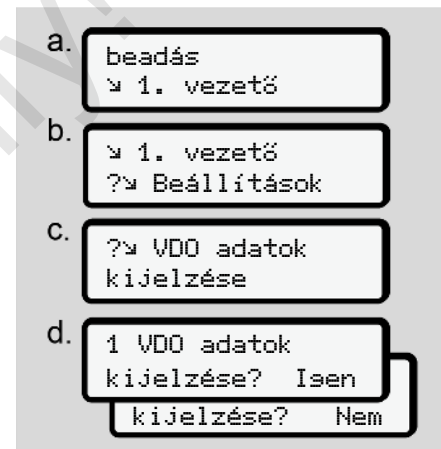 a.
beadás
↘ 1. vezető
b.
↘ 1. vezető
?↘ Beállítások
c.
?↘ VDO adatok
kijelzése
d.
1 VDO adatok
kijelzése? Igen
kijelzése? Nem